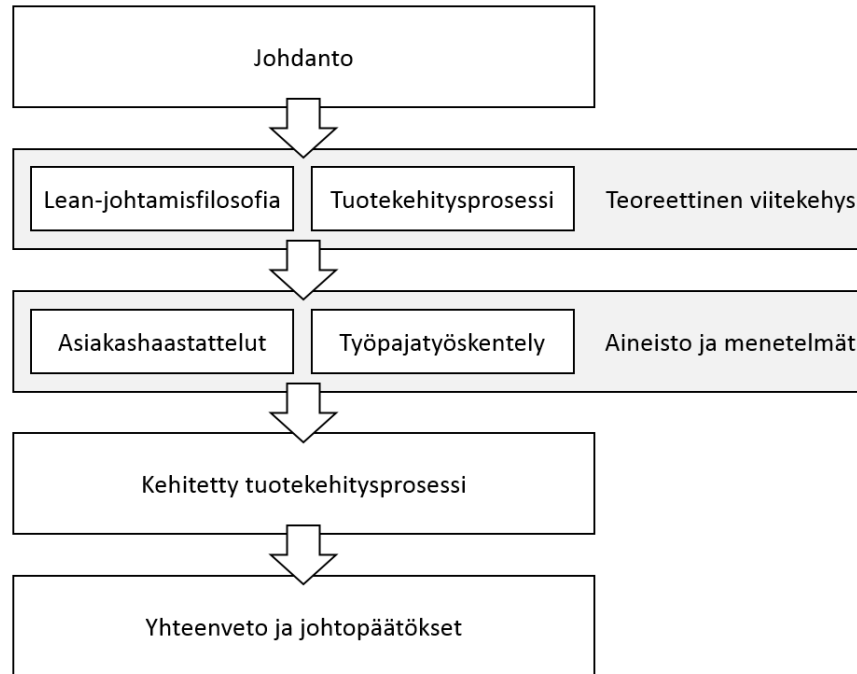 Johdanto
Lean-johtamisfilosofia
Tuotekehitysprosessi
Teoreettinen viitekehys
Asiakashaastattelut
Työpajatyöskentely
Aineisto ja menetelmät
Kehitetty tuotekehitysprosessi
Yhteenveto ja johtopäätökset